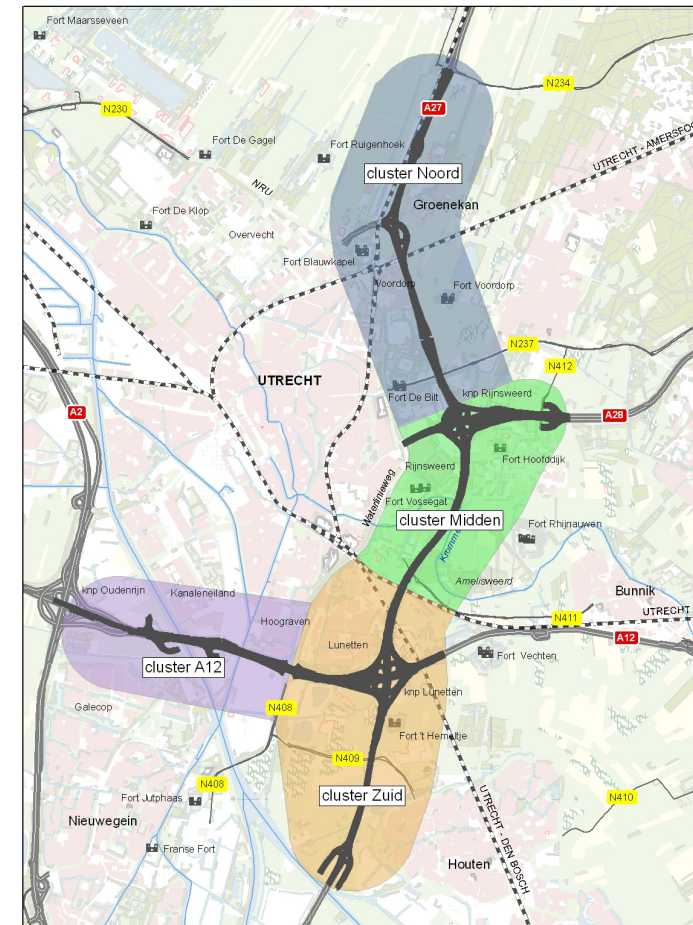 Fort Maarsseveen
N234
N230
A27
Fort De Gagel
Fort Ruigenhoek
UTRECHT - AMERSFOO
cluster Noord
NRU
Groenekan
Fort De Klop
Overvecht
Fort Blauwkapel
Voordorp
Fort Voordorp
N237
N412
UTRECHT
Fort De Bilt
knp Rijnsweerd
A2
A28
Fort Hoofddijk
Rijnsweerd
Waterlinieweg
Fort Vossegat
cluster Midden
Fort Rhijnauwen
Kromme
Amelisweerd
knp Oudenrijn
Kanaleneiland
Bunnik
UTRECHT
N411
Hoograven
A12
Lunetten
Fort Vechten
cluster A12
knp Lunetten
Galecop
N408
Fort 't Hemeltje
N409
N408
cluster Zuid
Fort Jutphaas
N410
Nieuwegein
UTRECHT - DEN BOSCH
Franse Fort
Houten